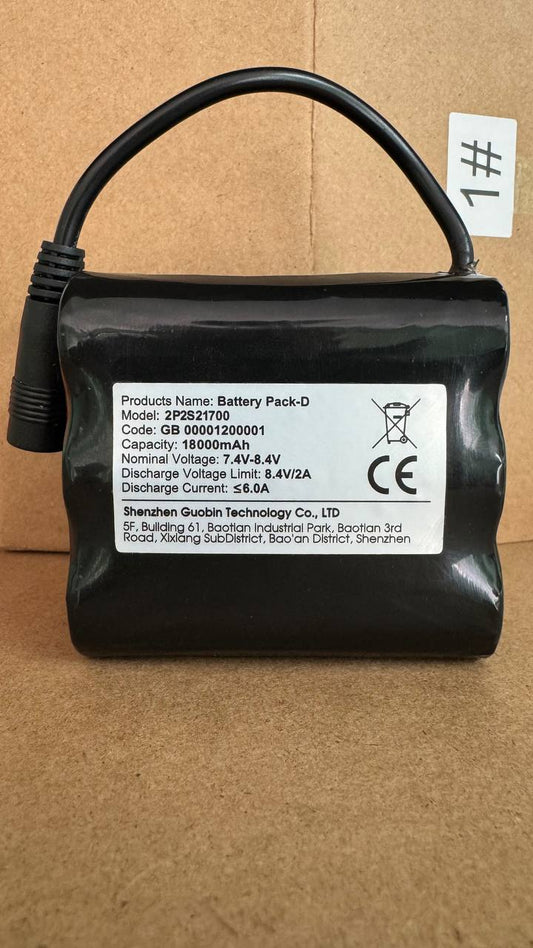 1#
Products Name: Battery Pack-D
Model: 2P2S21700
Code: GB 00001200001
Capacity: 18000mAh
Nominal Voltage: 7.4V-8.4V
Discharge Voltage Limit: 8.4V/2A
Discharge Current: ≤6.0A
CE
Shenzhen Guobin Technology Co., LTD
5F, Building 61, Baotian Industrial Park, Baotian 3rd
Road, Xixiang SubDistrict, Bao'an District, Shenzhen